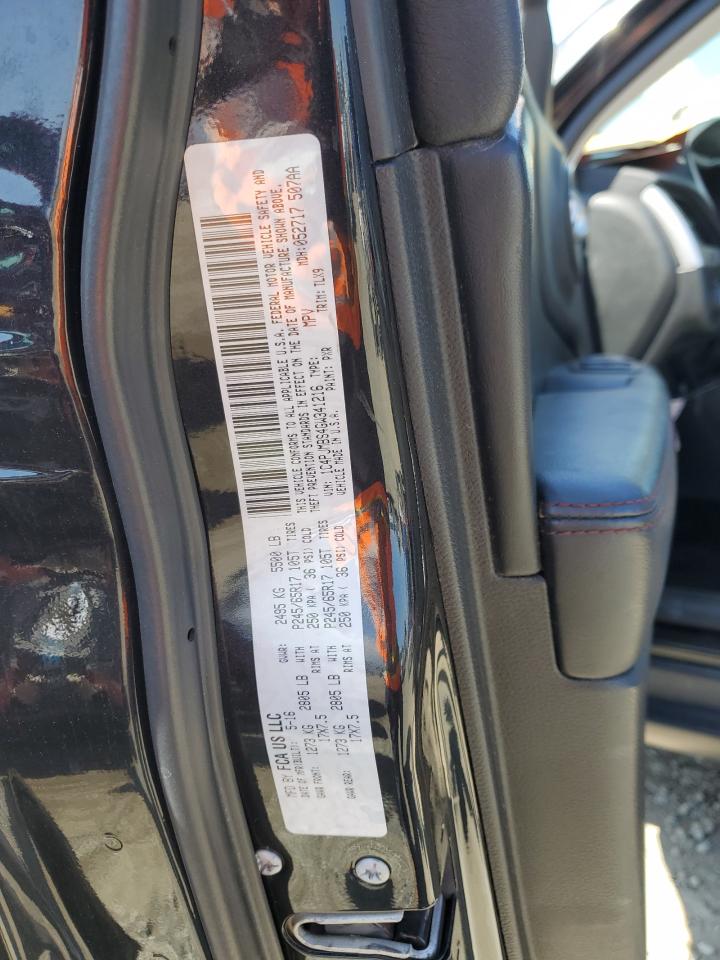 MFD BY FCA US LLC
DATE OF MFR(BUILT): 5-16 GVWR: 2495 KG 5500 LB
GAWR FRONT: 1273 KG 2805 LB WITH P245/65R17 105T TIRES
17X7.5 RIMS AT 250 KPA ( 36 PSI) COLD
GAWR REAR: 1273 KG 2805 LB WITH P245/65R17 105T TIRES
17X7.5 RIMS AT 250 KPA ( 36 PSI) COLD
THIS VEHICLE CONFORMS TO ALL APPLICABLE U.S.A. FEDERAL MOTOR VEHICLE SAFETY AND
THEFT PREVENTION STANDARDS IN EFFECT ON THE DATE OF MANUFACTURE SHOWN ABOVE.
VIN: 1C4PJMBS4GW341216 TYPE: MPV MDH:052717 507AA
VEHICLE MADE IN U.S.A. PAINT: PXR TRIM: TLX9